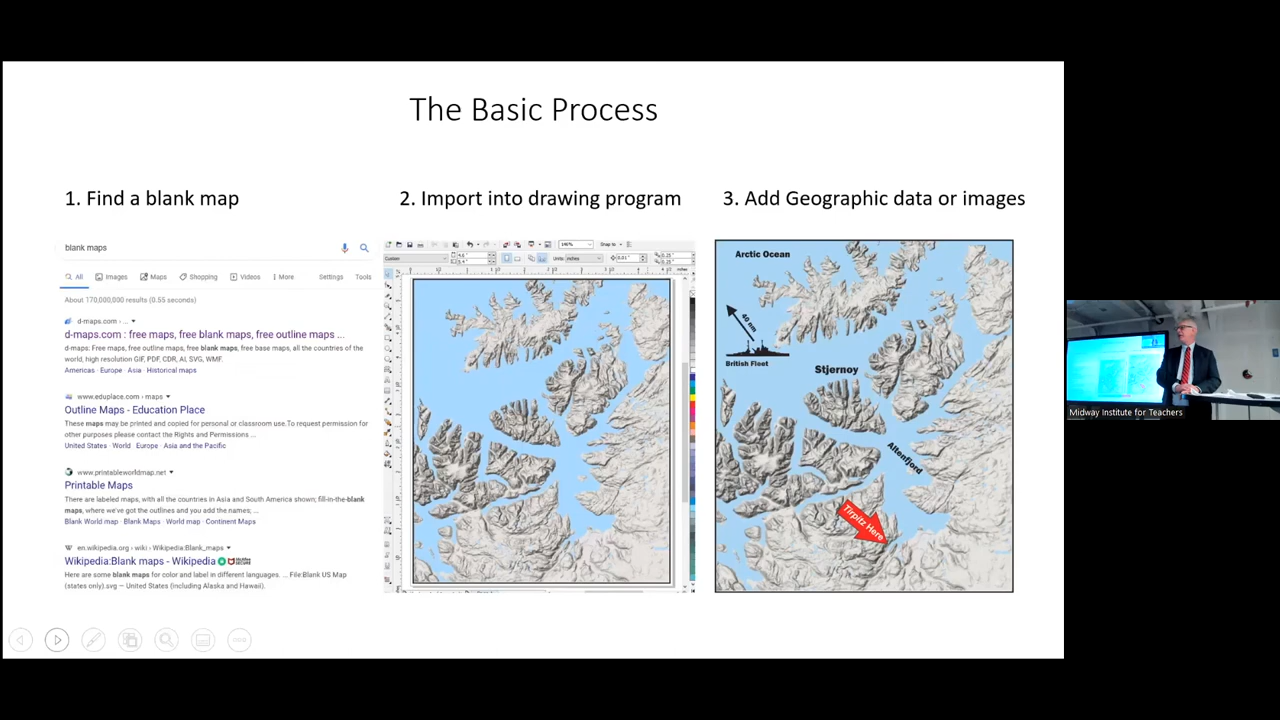 The Basic Process
1. Find a blank map
blank maps
All Images Maps Shopping Videos More Settings Tools
About 170,000,000 results (0.55 seconds)
d-maps.com › ...
d-maps.com : free maps, free blank maps, free outline maps ...
d-maps: Free maps, free outline maps, free blank maps, free base maps, all the countries of the
world, high resolution GIF, PDF, CDR, AI, SVG, WMF.
Americas · Europe · Asia · Historical maps
www.eduplace.com › maps
Outline Maps - Education Place
These maps may be printed and copied for personal or classroom use. To request permission for
other purposes please contact the Rights and Permissions ...
United States · World · Europe · Asia and the Pacific
www.printableworldmap.net
Printable Maps
There are labeled maps, with all the countries in Asia and South America shown; fill-in-the-blank
maps, where we've got the outlines and you add the names; ...
Blank World map · Blank Maps · World map · Continent Maps
W en.wikipedia.org › wiki › Wikipedia:Blank_maps
Wikipedia:Blank maps - Wikipedia
Here are some blank maps for color and label in different languages. ... File:Blank US Map
(states only).svg — United States (including Alaska and Hawaii).
2. Import into drawing program
Custom
Units: inches
Snap to
3. Add Geographic data or images
Arctic Ocean
40 nm
British Fleet
Stjernoy
Altenfjord
Tirpitz Here
Midway Institute for Teachers